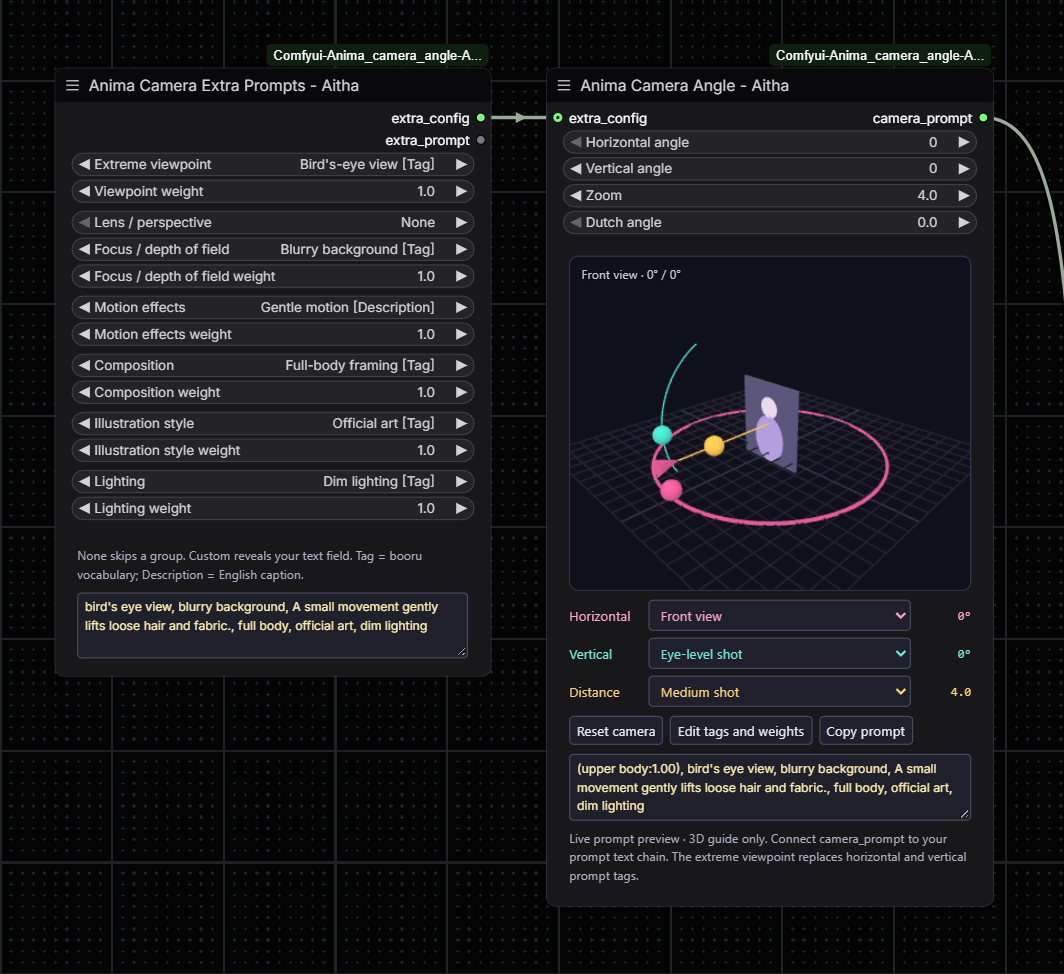 Comfyui-Anima_camera_angle-A...
Anima Camera Extra Prompts - Aitha
extra_config
extra_prompt
Extreme viewpoint Bird's-eye view [Tag]
Viewpoint weight 1.0
Lens / perspective None
Focus / depth of field Blurry background [Tag]
Focus / depth of field weight 1.0
Motion effects Gentle motion [Description]
Motion effects weight 1.0
Composition Full-body framing [Tag]
Composition weight 1.0
Illustration style Official art [Tag]
Illustration style weight 1.0
Lighting Dim lighting [Tag]
Lighting weight 1.0
None skips a group. Custom reveals your text field. Tag = booru
vocabulary; Description = English caption.
bird's eye view, blurry background, A small movement gently
lifts loose hair and fabric., full body, official art, dim lighting
Comfyui-Anima_camera_angle-A...
Anima Camera Angle - Aitha
extra_config camera_prompt
Horizontal angle 0
Vertical angle 0
Zoom 4.0
Dutch angle 0.0
Front view · 0° / 0°
Horizontal Front view 0°
Vertical Eye-level shot 0°
Distance Medium shot 4.0
Reset camera Edit tags and weights Copy prompt
(upper body:1.00), bird's eye view, blurry background, A small
movement gently lifts loose hair and fabric., full body, official art,
dim lighting
Live prompt preview · 3D guide only. Connect camera_prompt to your
prompt text chain. The extreme viewpoint replaces horizontal and vertical
prompt tags.